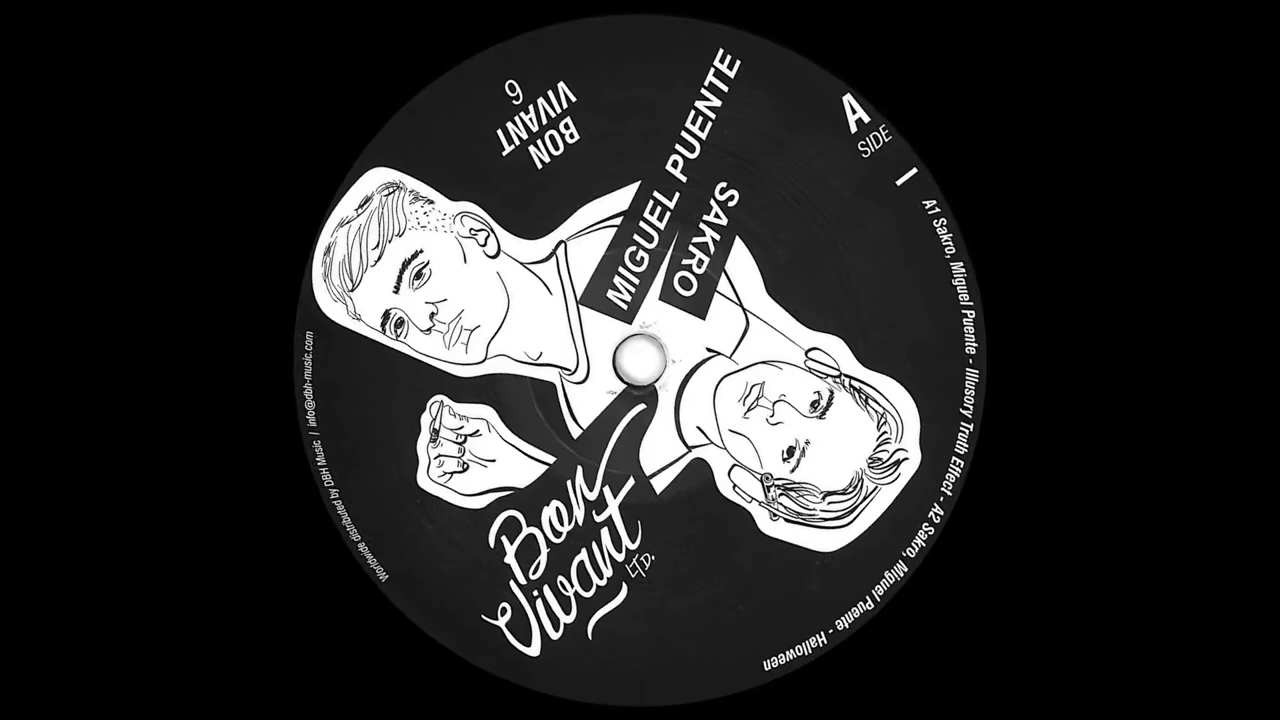 BON
VIVANT
6
MIGUEL PUENTE
SAKRO
A
SIDE
A1 Sakro, Miguel Puente - Illusory Truth Effect - A2 Sakro, Miguel Puente - Halloween
Bon
Vivant
LTD.
Worldwide distributed by DBH Music / info@dbh-music.com